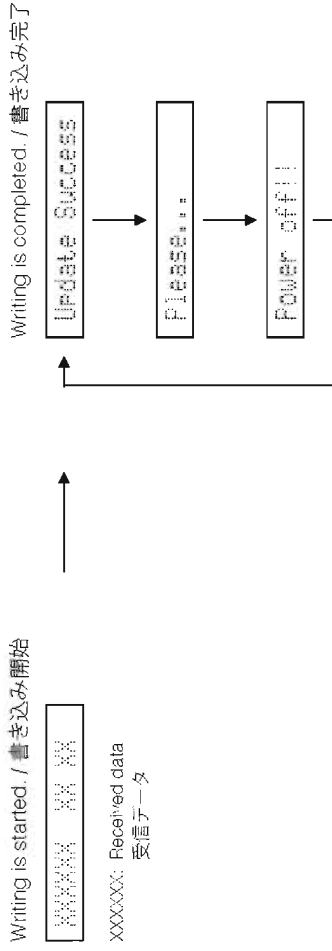 Writing is started. / 書き込み開始
XXXXXX XX XX
XXXXXX: Received data
受信データ
Writing is completed. / 書き込み完了
Update Success
Please...
Power off!!